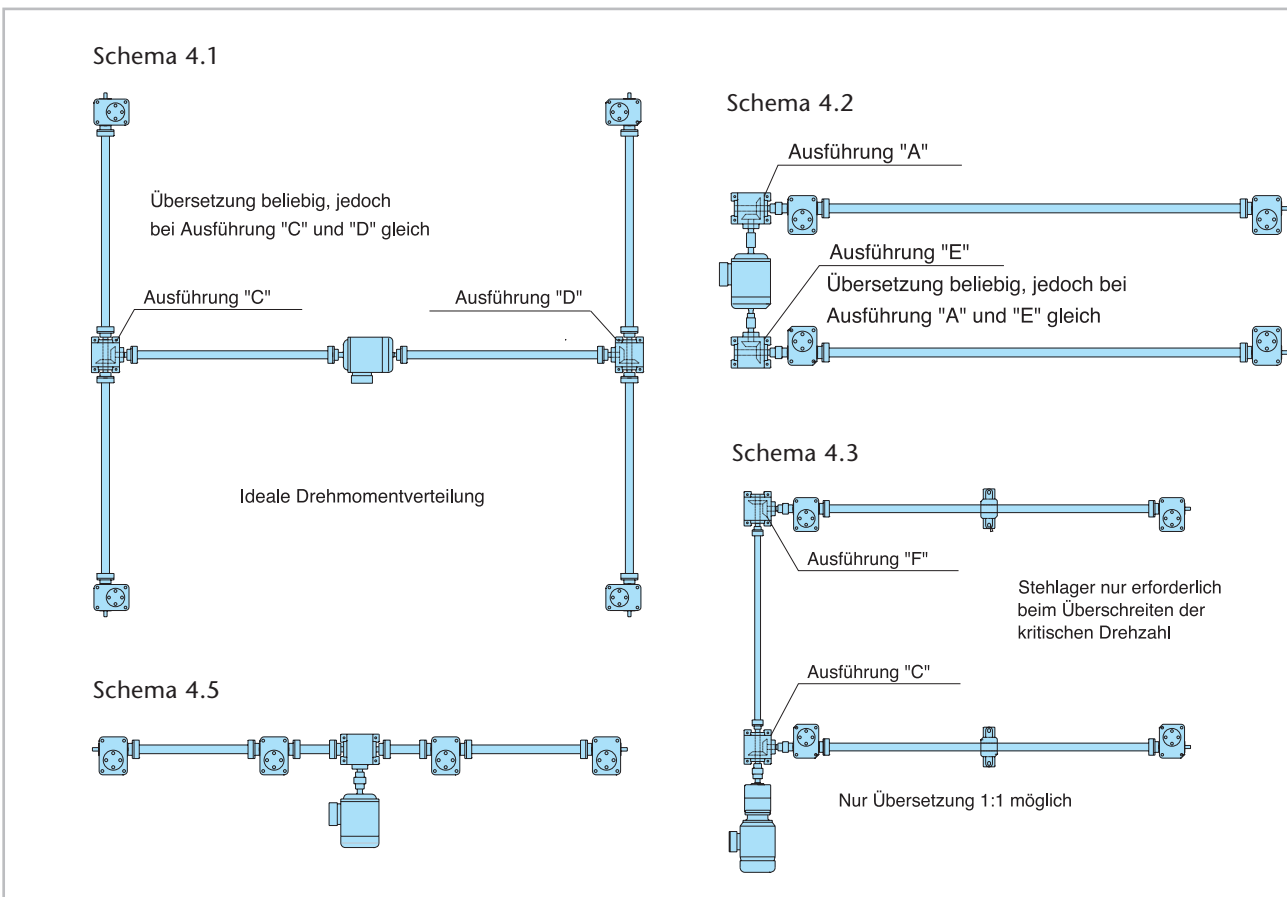 Schema 4.1
Übersetzung beliebig, jedoch
bei Ausführung "C" und "D" gleich
Ausführung "C"
Ausführung "D"
Ideale Drehmomentverteilung
Schema 4.2
Ausführung "A"
Ausführung "E"
Übersetzung beliebig, jedoch bei
Ausführung "A" und "E" gleich
Schema 4.3
Ausführung "F"
Stehlager nur erforderlich
beim Überschreiten der
kritischen Drehzahl
Ausführung "C"
Nur Übersetzung 1:1 möglich
Schema 4.5